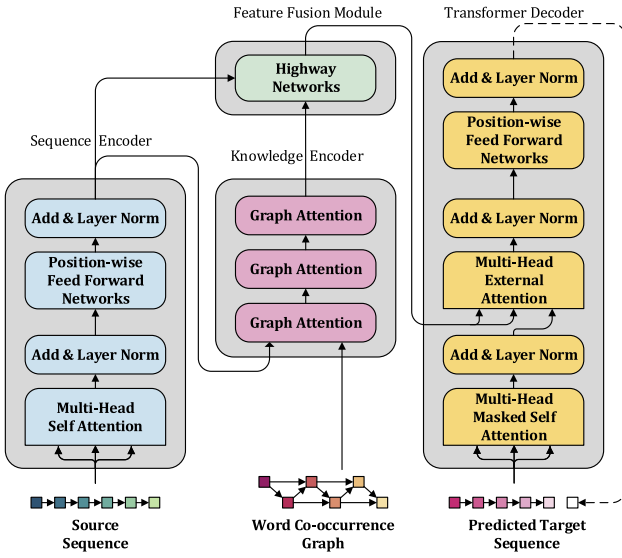 Feature Fusion Module
Transformer Decoder
Highway
Networks
Add & Layer Norm
Position-wise
Feed Forward
Networks
Sequence Encoder
Knowledge Encoder
Add & Layer Norm
Position-wise
Feed Forward
Networks
Add & Layer Norm
Multi-Head
Self Attention
Graph Attention
Graph Attention
Graph Attention
Add & Layer Norm
Multi-Head
External
Attention
Add & Layer Norm
Multi-Head
Masked Self
Attention
Source
Sequence
Word Co-occurrence
Graph
Predicted Target
Sequence